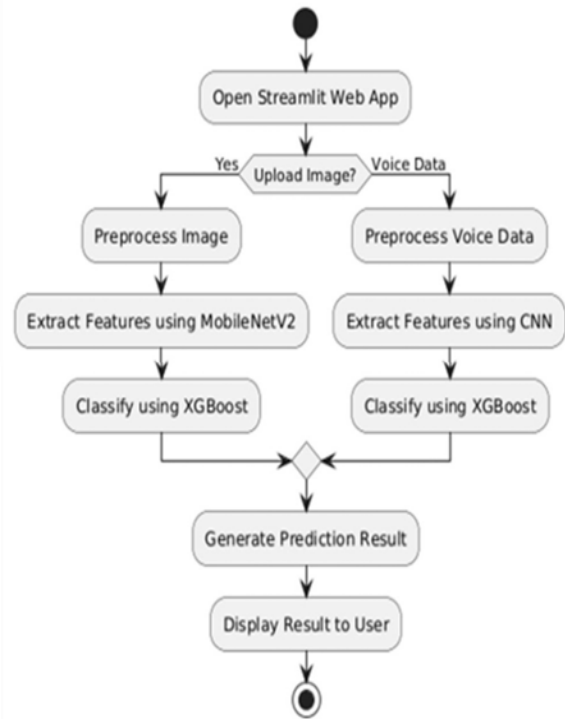 Open Streamlit Web App
Yes
Upload Image?
Voice Data
Preprocess Image
Preprocess Voice Data
Extract Features using MobileNetV2
Extract Features using CNN
Classify using XGBoost
Classify using XGBoost
Generate Prediction Result
Display Result to User